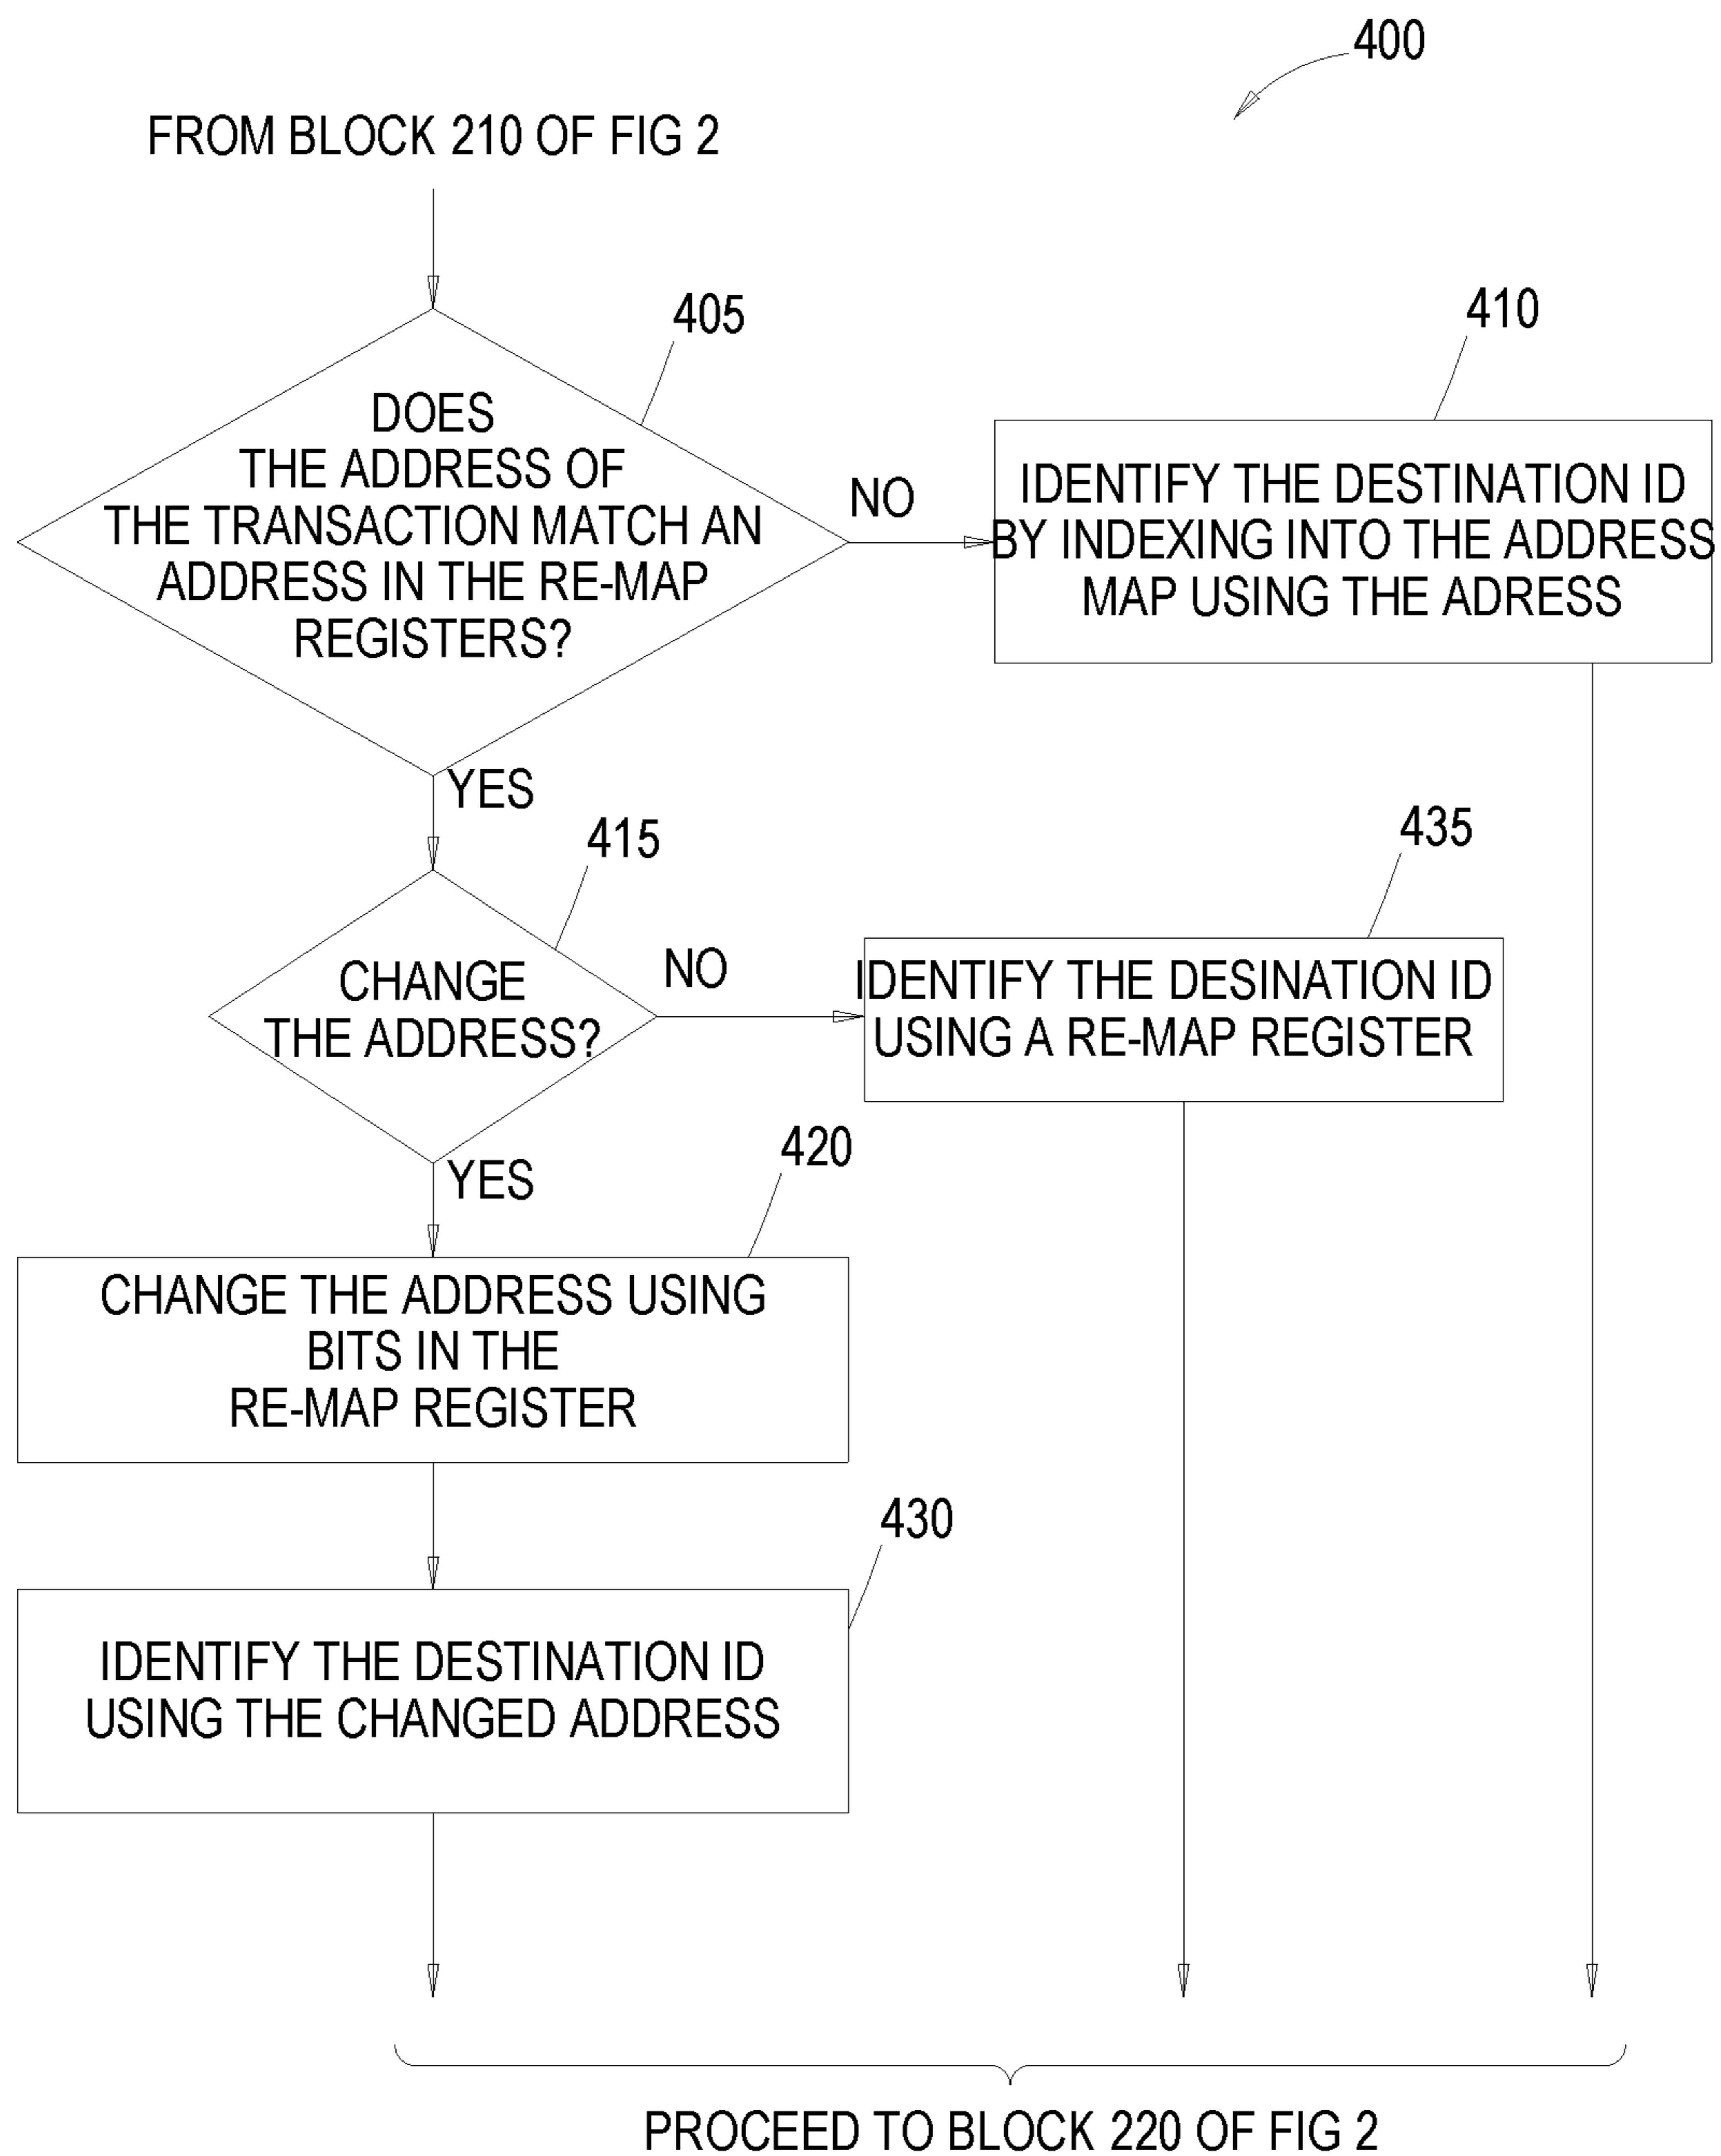 400
FROM BLOCK 210 OF FIG 2
405
DOES
THE ADDRESS OF
THE TRANSACTION MATCH AN
ADDRESS IN THE RE-MAP
REGISTERS?
NO
410
IDENTIFY THE DESTINATION ID
BY INDEXING INTO THE ADDRESS
MAP USING THE ADRESS
YES
415
CHANGE
THE ADDRESS?
NO
435
IDENTIFY THE DESINATION ID
USING A RE-MAP REGISTER
YES
420
CHANGE THE ADDRESS USING
BITS IN THE
RE-MAP REGISTER
430
IDENTIFY THE DESTINATION ID
USING THE CHANGED ADDRESS
PROCEED TO BLOCK 220 OF FIG 2